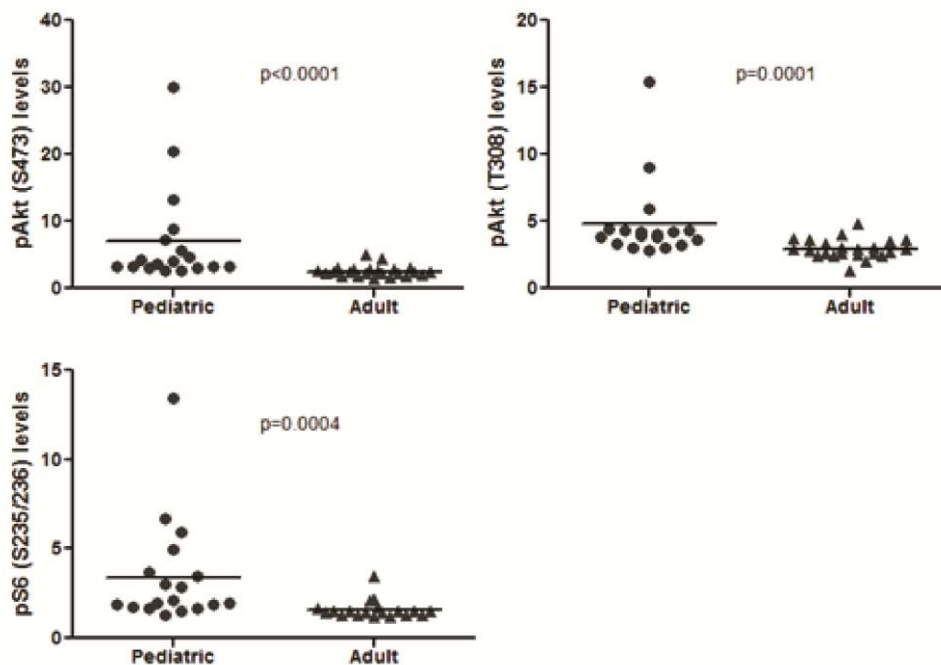 pAkt (S473) levels
40
30
20
10
0
p<0.0001
Pediatric
Adult
pAkt (T308) levels
20
15
10
5
0
p=0.0001
Pediatric
Adult
pS6 (S235/236) levels
15
10
5
0
p=0.0004
Pediatric
Adult